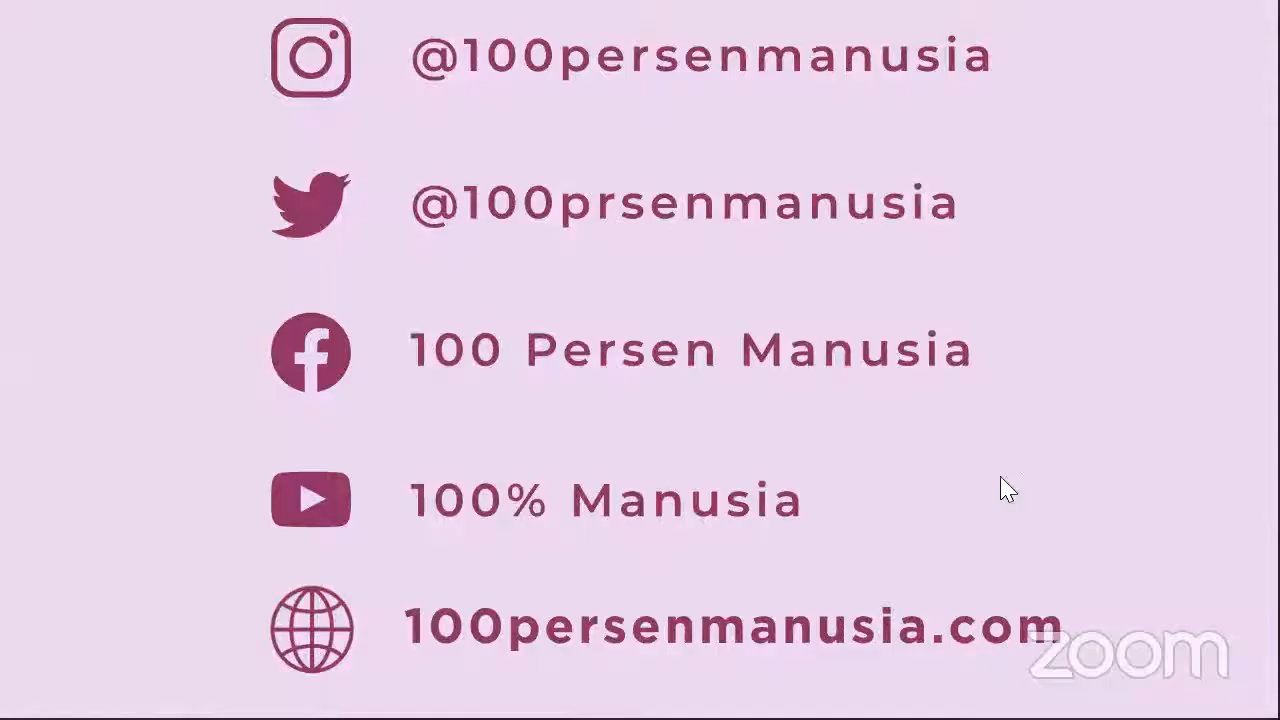 @100persenmanusia
@100prsenmanusia
100 Persen Manusia
100% Manusia
100persenmanusia.com
zoom